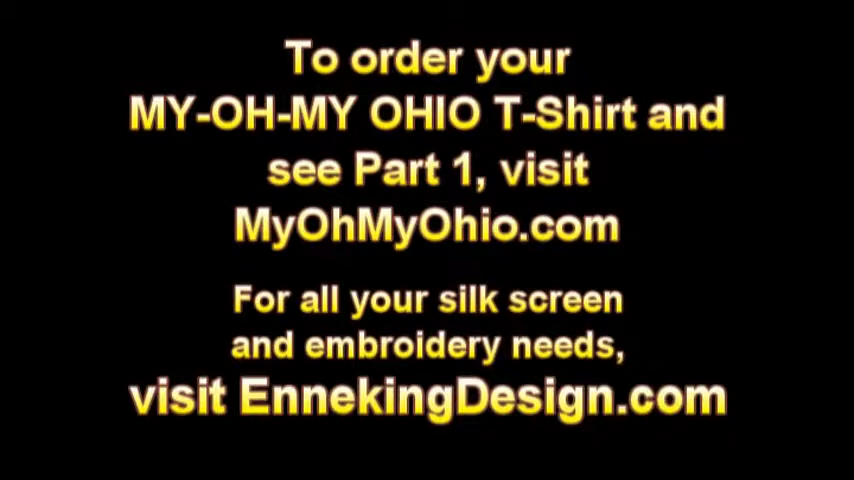 To order your
MY-OH-MY OHIO T-Shirt and
see Part 1, visit
MyOhMyOhio.com
For all your silk screen
and embroidery needs,
visit EnnekingDesign.com